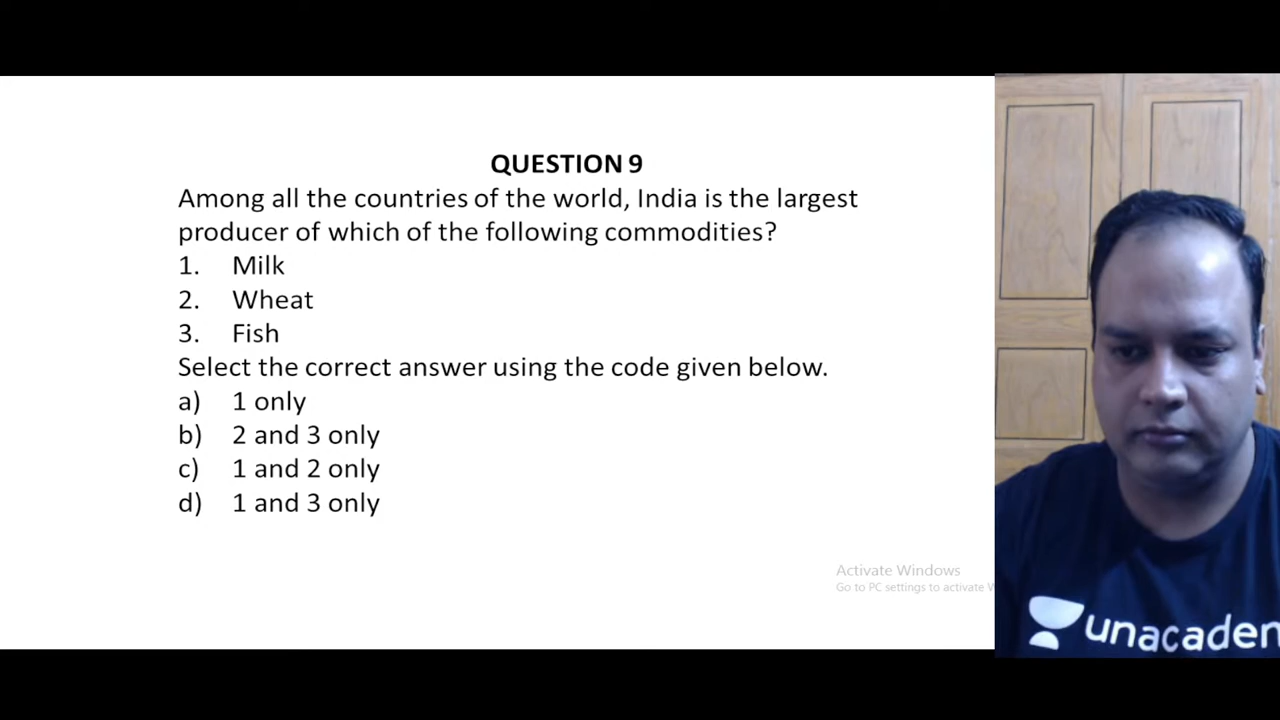 QUESTION 9
Among all the countries of the world, India is the largest
producer of which of the following commodities?
1. Milk
2. Wheat
3. Fish
Select the correct answer using the code given below.
a) 1 only
b) 2 and 3 only
c) 1 and 2 only
d) 1 and 3 only
Activate Windows
Go to PC settings to activate
unacadem